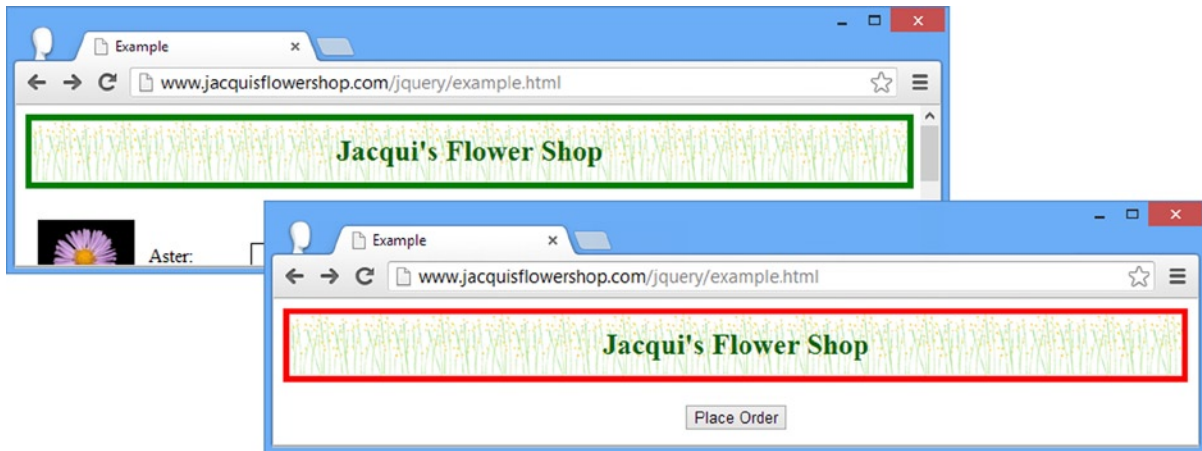 Example
www.jacquisflowershop.com/jquery/example.html
Jacqui's Flower Shop
Aster:
Example
www.jacquisflowershop.com/jquery/example.html
Jacqui's Flower Shop
Place Order